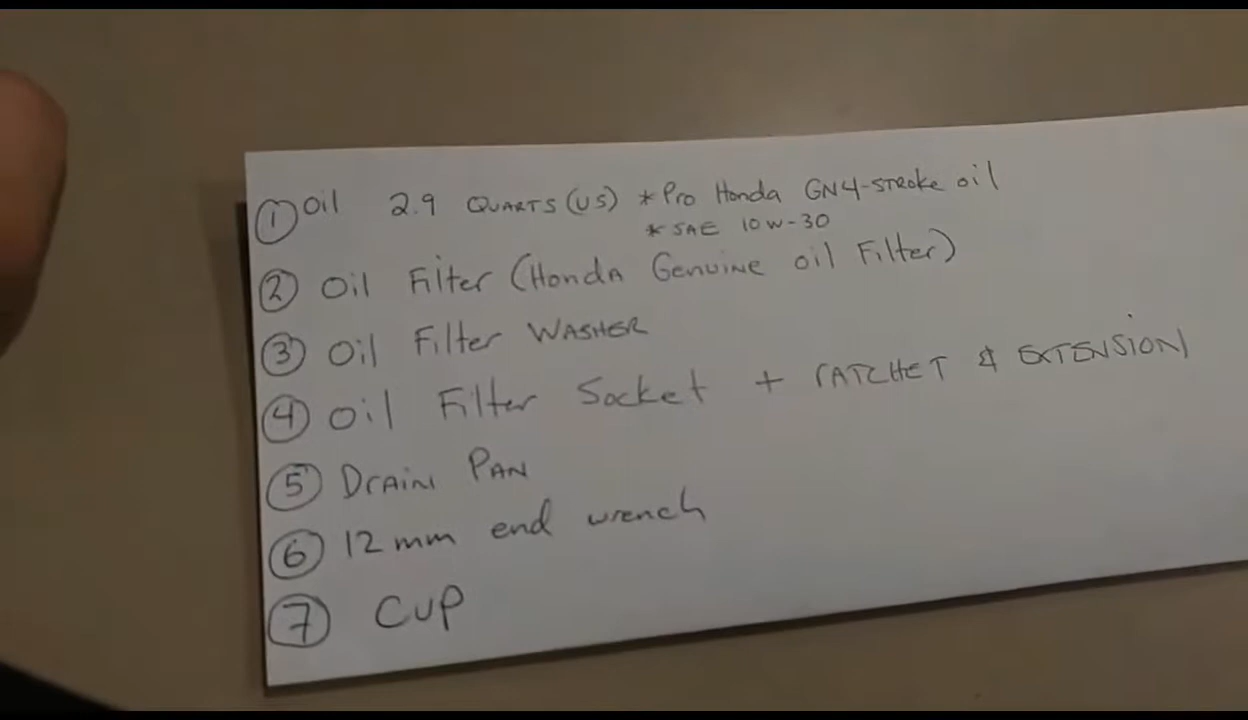 ① Oil 2.9 QUARTS (US) *Pro Honda GN4-STROKE oil
* SAE 10W-30
② Oil Filter (Honda Genuine oil Filter)
③ Oil Filter WASHER
④ Oil Filter Socket + RATCHET & EXTENSION
⑤ Drain Pan
⑥ 12mm end wrench
⑦ CUP